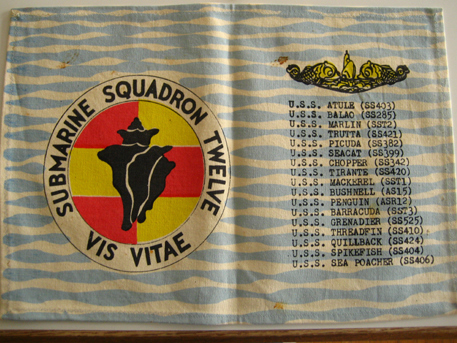 SUBMARINE SQUADRON TWELVE
VIS VITAE
U.S.S. ATULE (SS403)
U.S.S. BALAO (SS285)
U.S.S. MARLIN (SST2)
U.S.S. TRUTTA (SS421)
U.S.S. PICUDA (SS382)
U.S.S. SEACAT (SS399)
U.S.S. CHOPPER (SS342)
U.S.S. TIRANTE (SS420)
U.S.S. MACKEREL (SST1)
U.S.S. BUSHNELL (AS15)
U.S.S. PENGUIN (ASR12)
U.S.S. BARRACUDA (SST3)
U.S.S. GRENADIER (SS525)
U.S.S. THREADFIN (SS410)
U.S.S. QUILLBACK (SS424)
U.S.S. SPIKEFISH (SS404)
U.S.S. SEA POACHER (SS406)